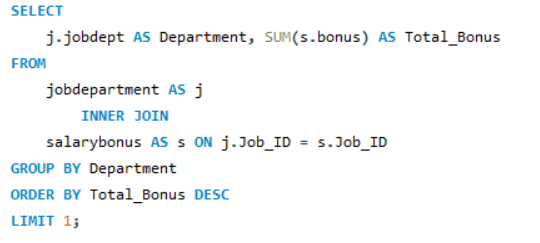 SELECT
j.jobdept AS Department, SUM(s.bonus) AS Total_Bonus
FROM
jobdepartment AS j
INNER JOIN
salarybonus AS s ON j.Job_ID = s.Job_ID
GROUP BY Department
ORDER BY Total_Bonus DESC
LIMIT 1;